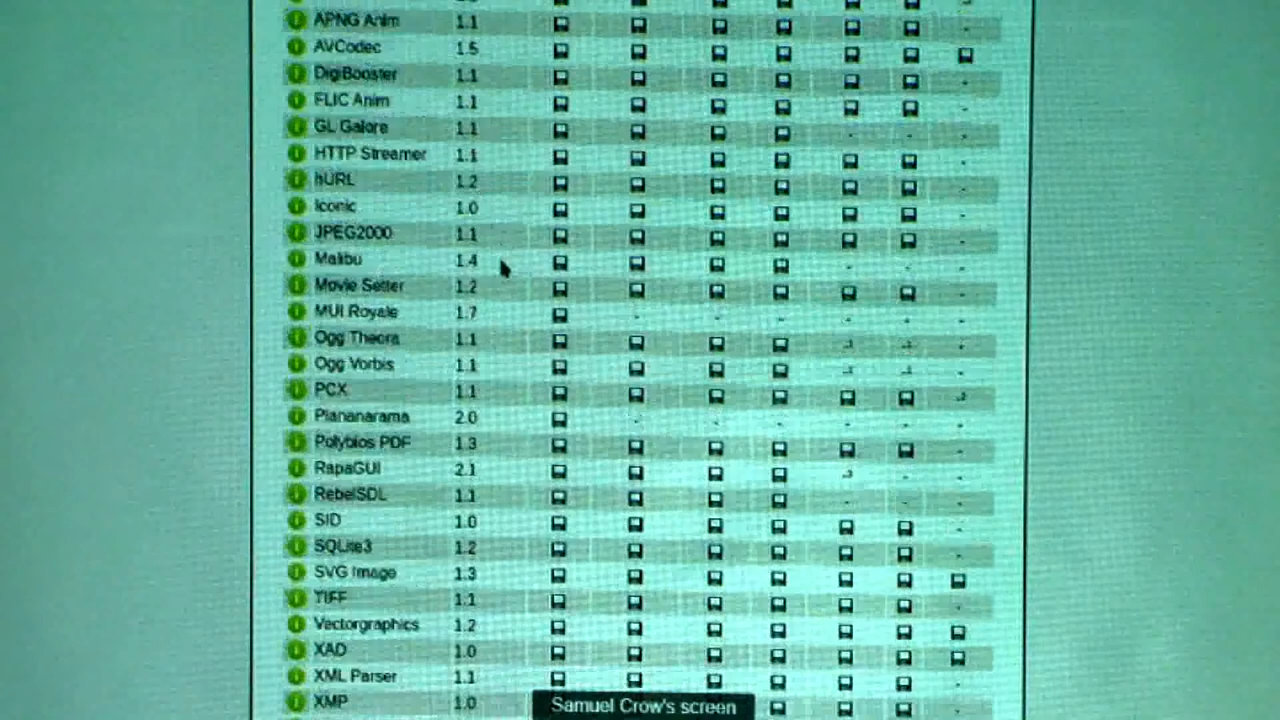 APNG Anim 1.1
AVCodec 1.5
DigiBooster 1.1
FLIC Anim 1.1
GL Galore 1.1
HTTP Streamer 1.1
hURL 1.2
Iconic 1.0
JPEG2000 1.1
Malibu 1.4
Movie Setter 1.2
MUI Royale 1.7
Ogg Theora 1.1
Ogg Vorbis 1.1
PCX 1.1
Plananarama 2.0
Polybios PDF 1.3
RapaGUI 2.1
RebelSDL 1.1
SID 1.0
SQLite3 1.2
SVG Image 1.3
TIFF 1.1
Vectorgraphics 1.2
XAD 1.0
XML Parser 1.1
XMP 1.0
Samuel Crow's screen